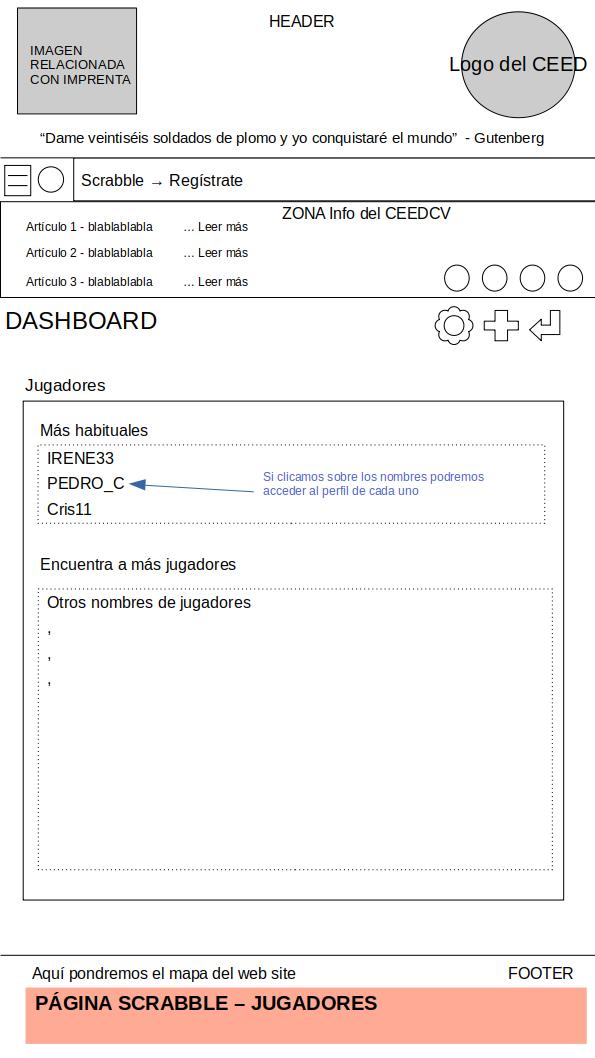 HEADER
IMAGEN
RELACIONADA
CON IMPRENTA
Logo del CEED
“Dame veintiséis soldados de plomo y yo conquistaré el mundo” - Gutenberg
Scrabble → Regístrate
ZONA Info del CEEDCV
Artículo 1 - blablablabla ... Leer más
Artículo 2 - blablablabla ... Leer más
Artículo 3 - blablablabla ... Leer más
DASHBOARD
Jugadores
Más habituales
IRENE33
PEDRO_C
Cris11
Si clicamos sobre los nombres podremos
acceder al perfil de cada uno
Encuentra a más jugadores
Otros nombres de jugadores
,
,
,
Aquí pondremos el mapa del web site
FOOTER
PÁGINA SCRABBLE – JUGADORES